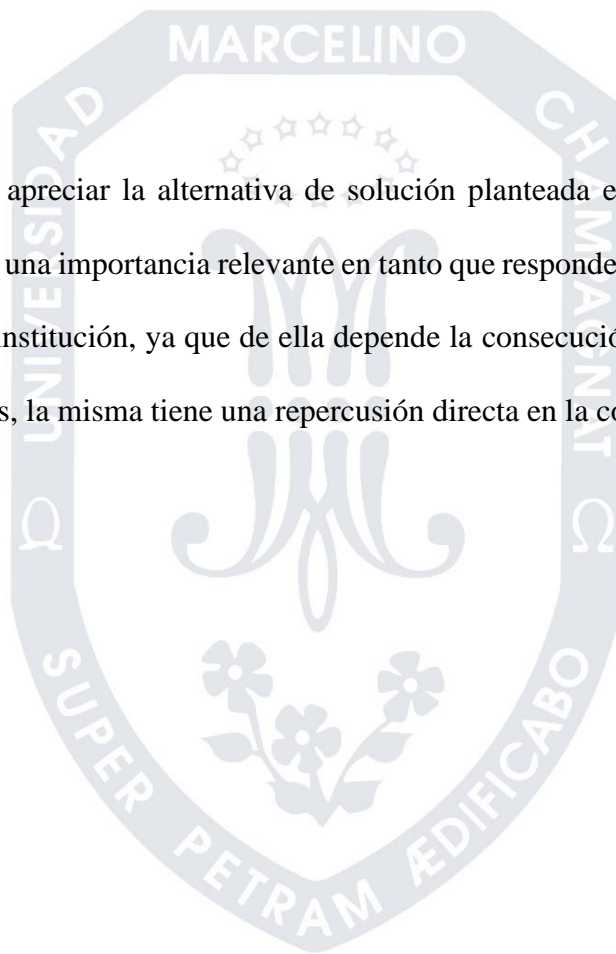 MARCELINO
CHAMPAGNAT
UNIVERSIDAD
apreciar la alternativa de solución planteada e
una importancia relevante en tanto que responde
institución, ya que de ella depende la consecució
s, la misma tiene una repercusión directa en la co
Ω Ω
SUPER PETRAM ÆDIFICABO